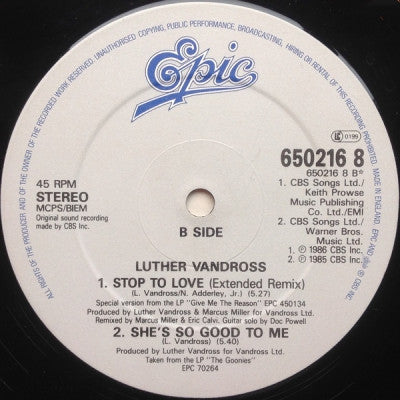 ALL RIGHTS OF THE PRODUCER AND OF THE OWNER OF THE RECORDED WORK RESERVED. UNAUTHORISED COPYING, PUBLIC PERFORMANCE, BROADCASTING, HIRING OR RENTAL OF THIS RECORDING PROHIBITED.
Epic
LC 0199
650216 8
650216 8 B*
1. CBS Songs Ltd./
Keith Prowse
Music Publishing
Co. Ltd./EMI
2. CBS Songs Ltd./
Warner Bros.
Music Ltd.
1. ℗ 1986 CBS Inc.
2. ℗ 1985 CBS Inc.
45 RPM
STEREO
MCPS/BIEM
Original sound recording
made by CBS Inc.
B SIDE
LUTHER VANDROSS
1. STOP TO LOVE (Extended Remix)
(L. Vandross/N. Adderley, Jr.) (5.27)
Special version from the LP "Give Me The Reason" EPC 450134
Produced by Luther Vandross & Marcus Miller for Vandross Ltd.
Remixed by Marcus Miller & Eric Calvi. Guitar solo by Doc Powell
2. SHE'S SO GOOD TO ME
(L. Vandross) (5.40)
Produced by Luther Vandross for Vandross Ltd.
Taken from the LP "The Goonies"
EPC 70264
MADE IN ENGLAND. EPIC AND